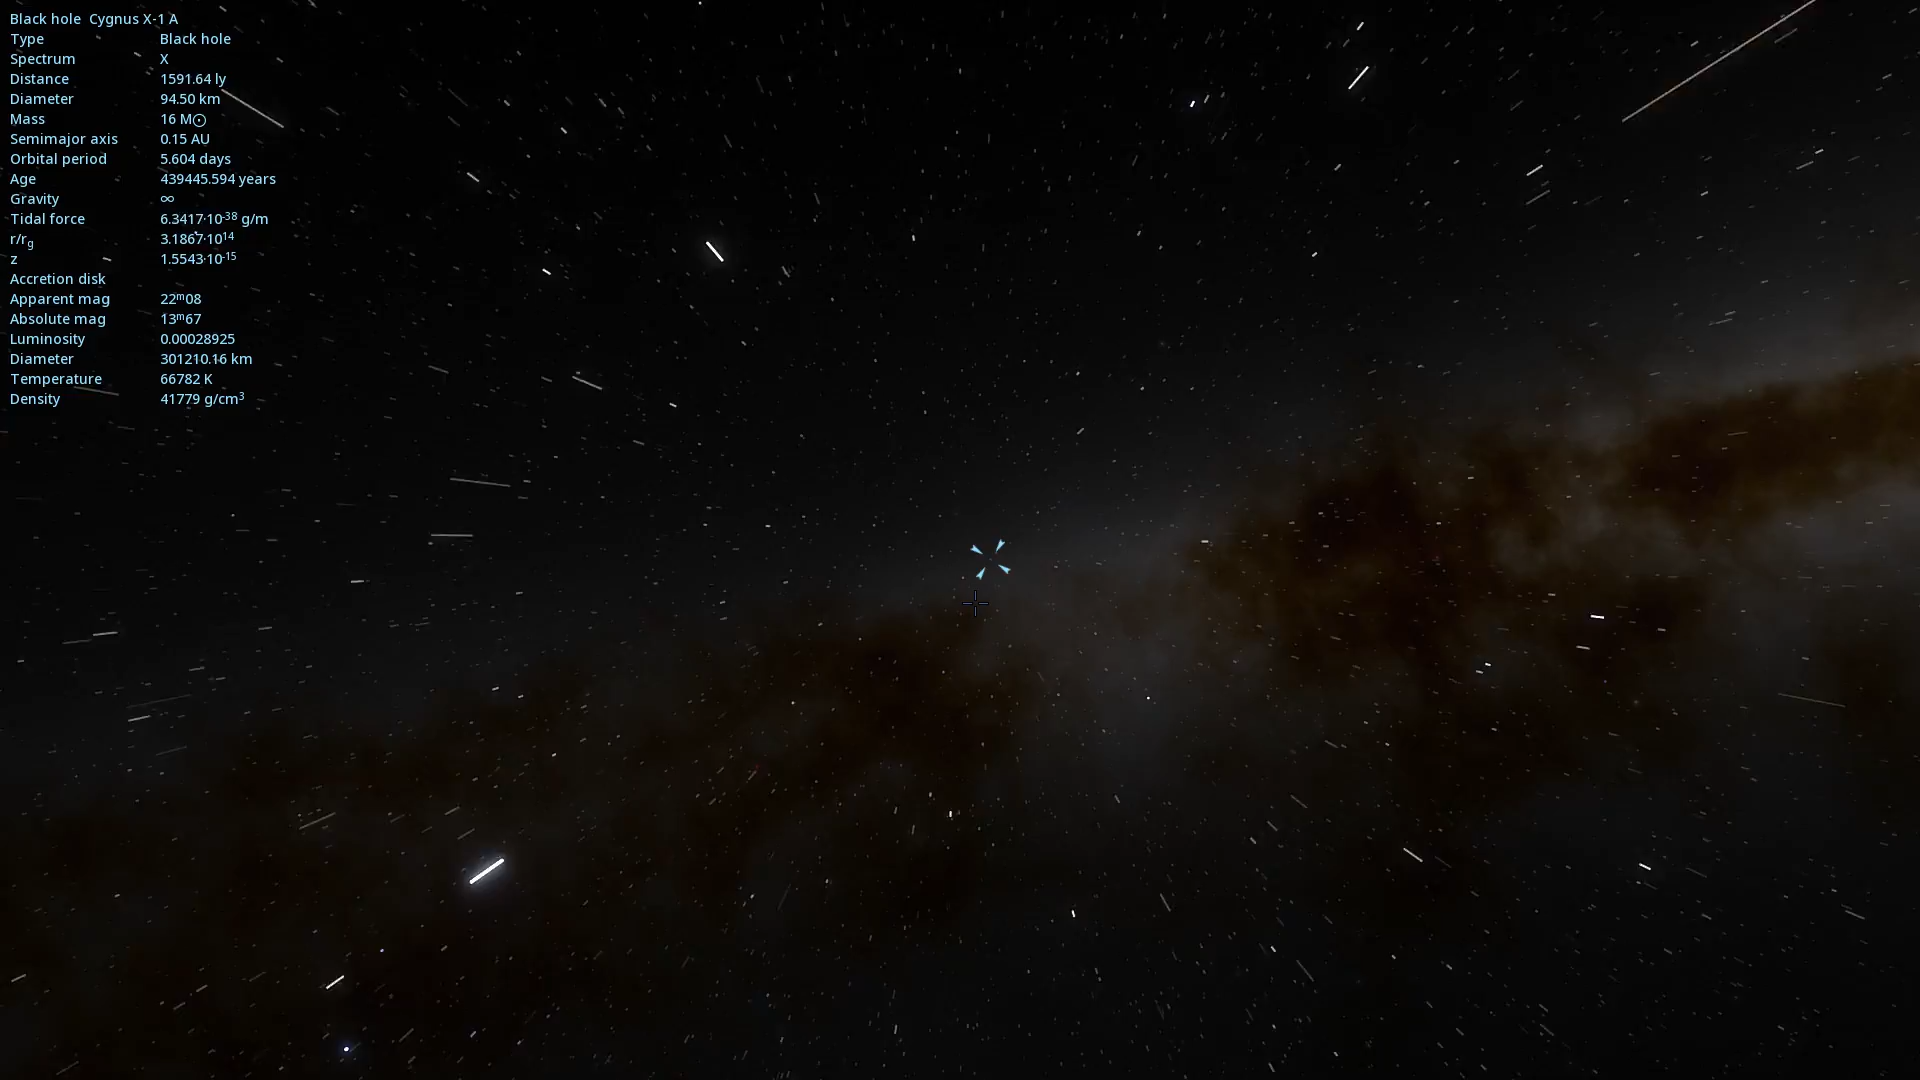 Black hole  Cygnus X-1 A
Type Black hole
Spectrum X
Distance 1591.64 ly
Diameter 94.50 km
Mass 16 M☉
Semimajor axis 0.15 AU
Orbital period 5.604 days
Age 439445.594 years
Gravity ∞
Tidal force 6.3417·10⁻³⁸ g/m
r/r_g 3.1867·10¹⁴
z 1.5543·10⁻¹⁵
Accretion disk
Apparent mag 22ᵐ08
Absolute mag 13ᵐ67
Luminosity 0.00028925
Diameter 301210.16 km
Temperature 66782 K
Density 41779 g/cm³